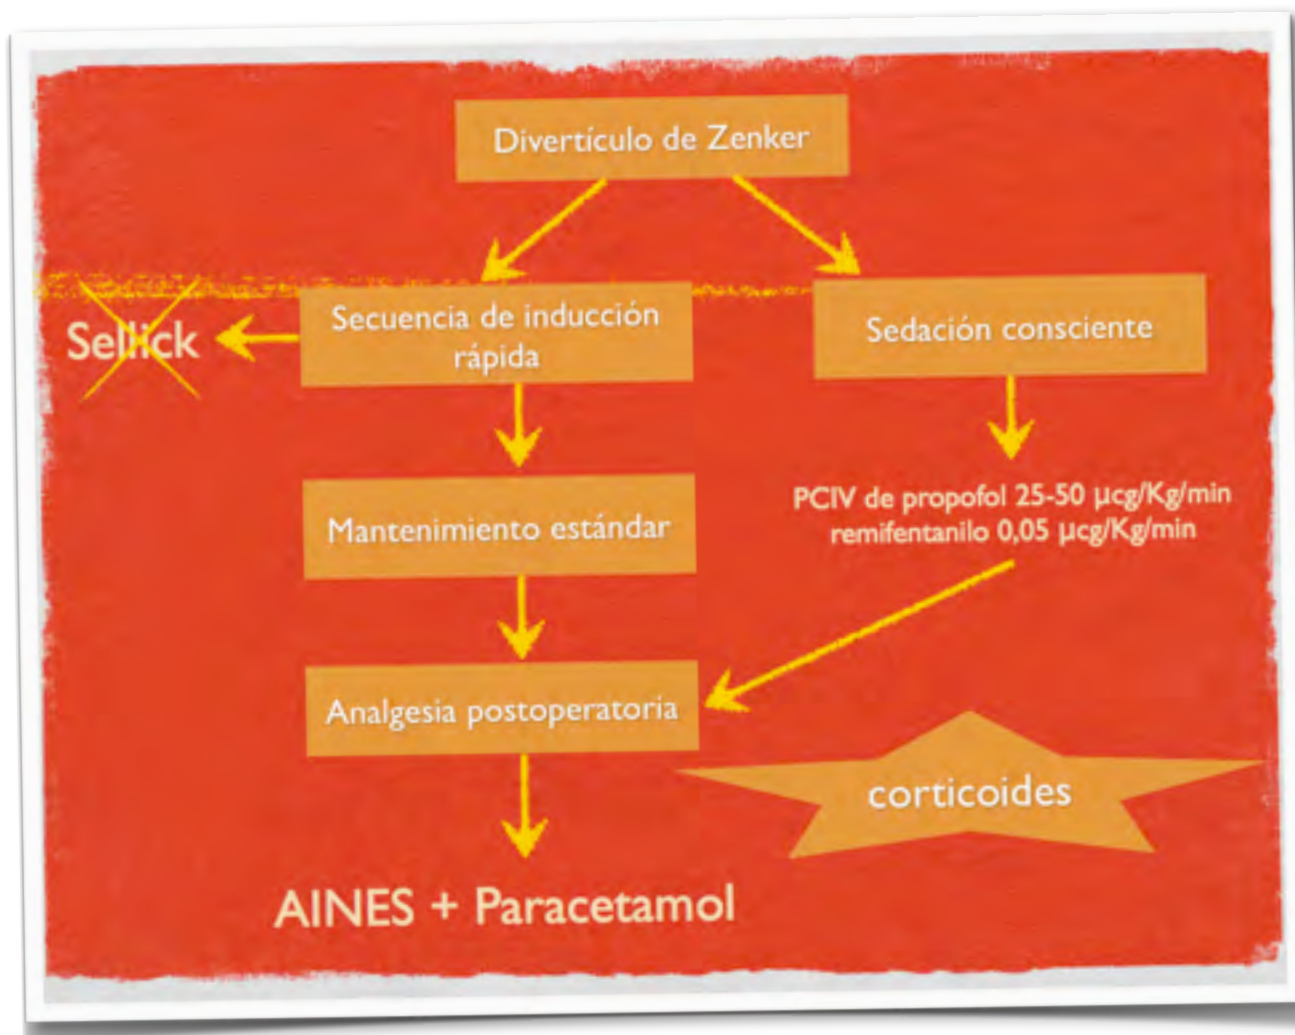 Divertículo de Zenker
Secuencia de inducción
rápida
Sellick
Sedación consciente
Mantenimiento estándar
PCIV de propofol 25-50 µcg/Kg/min
remifentanilo 0,05 µcg/Kg/min
Analgesia postoperatoria
corticoides
AINES + Paracetamol